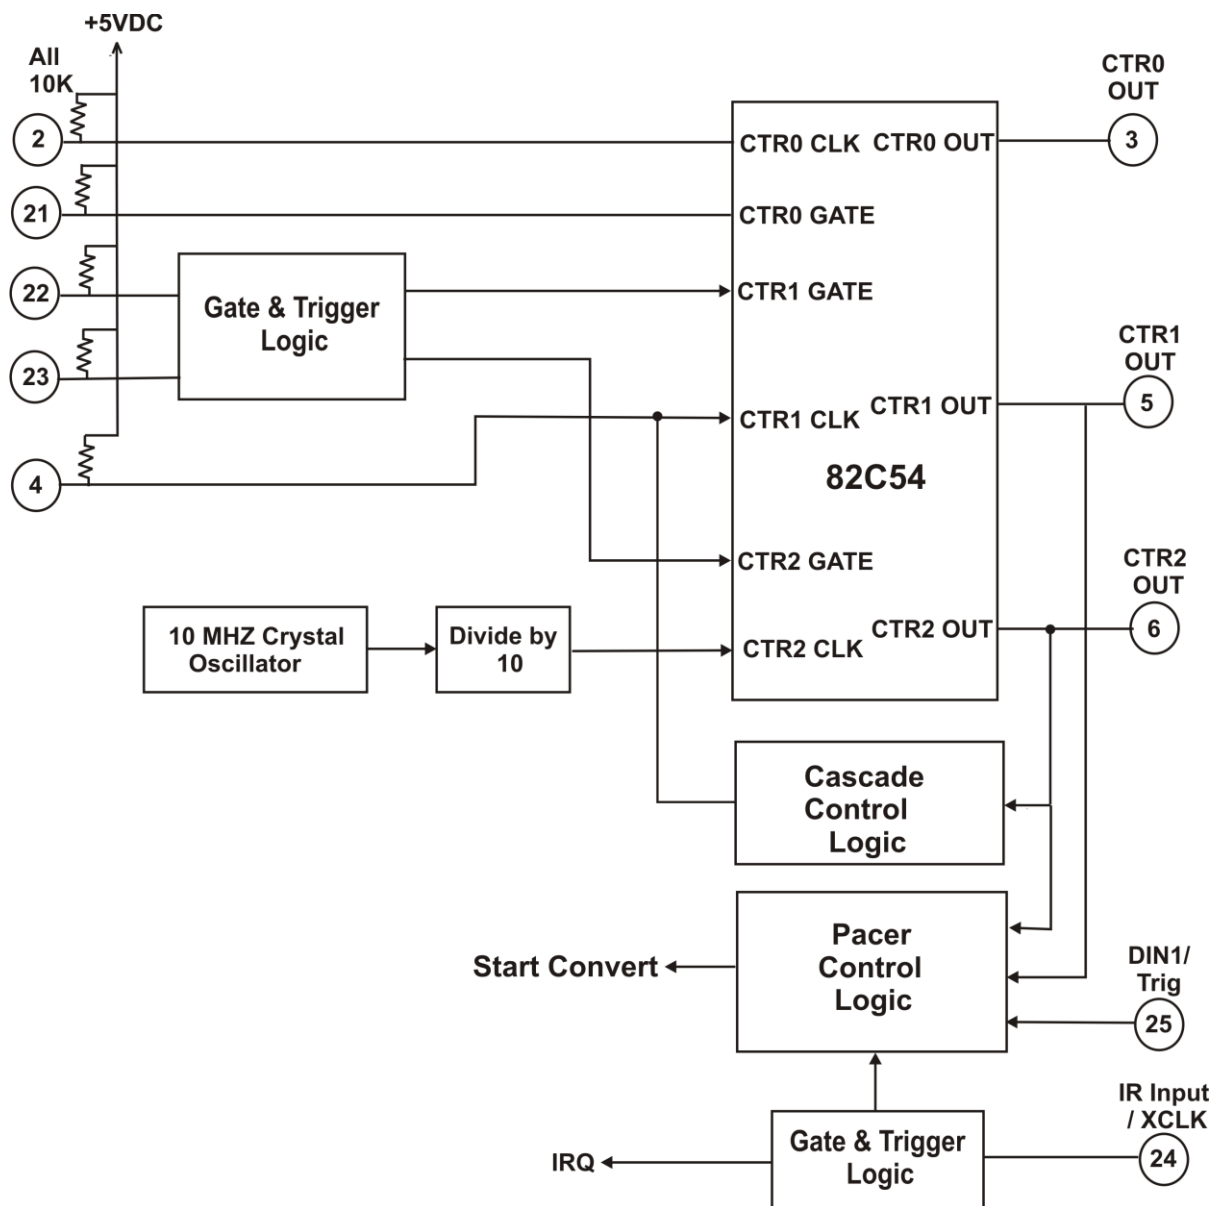 +5VDC
All
10K
2
21
22
23
4
Gate & Trigger
Logic
10 MHZ Crystal
Oscillator
Divide by
10
CTR0 CLK
CTR0 GATE
CTR1 GATE
CTR1 CLK
CTR2 GATE
CTR2 CLK
82C54
CTR0 OUT
CTR1 OUT
CTR2 OUT
CTR0
OUT
3
CTR1
OUT
5
CTR2
OUT
6
Cascade
Control
Logic
Pacer
Control
Logic
Start Convert
DIN1/
Trig
25
IR Input
/ XCLK
24
Gate & Trigger
Logic
IRQ